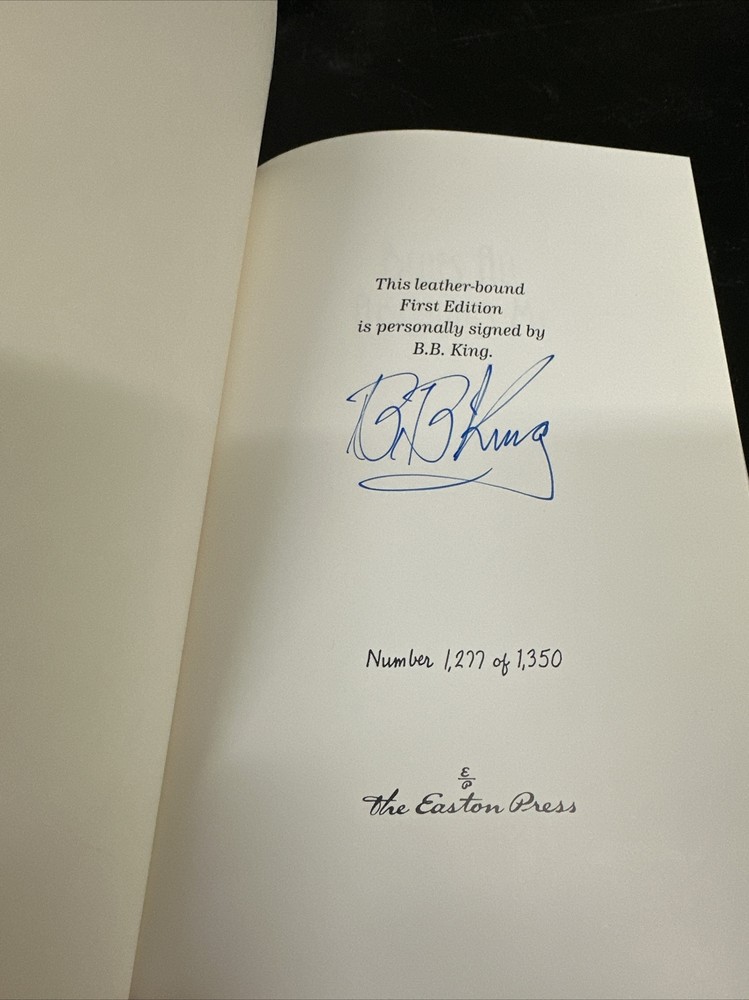 This leather-bound
First Edition
is personally signed by
B.B. King.
B.B King
Number 1,277 of 1,350
E
P
the Easton Press